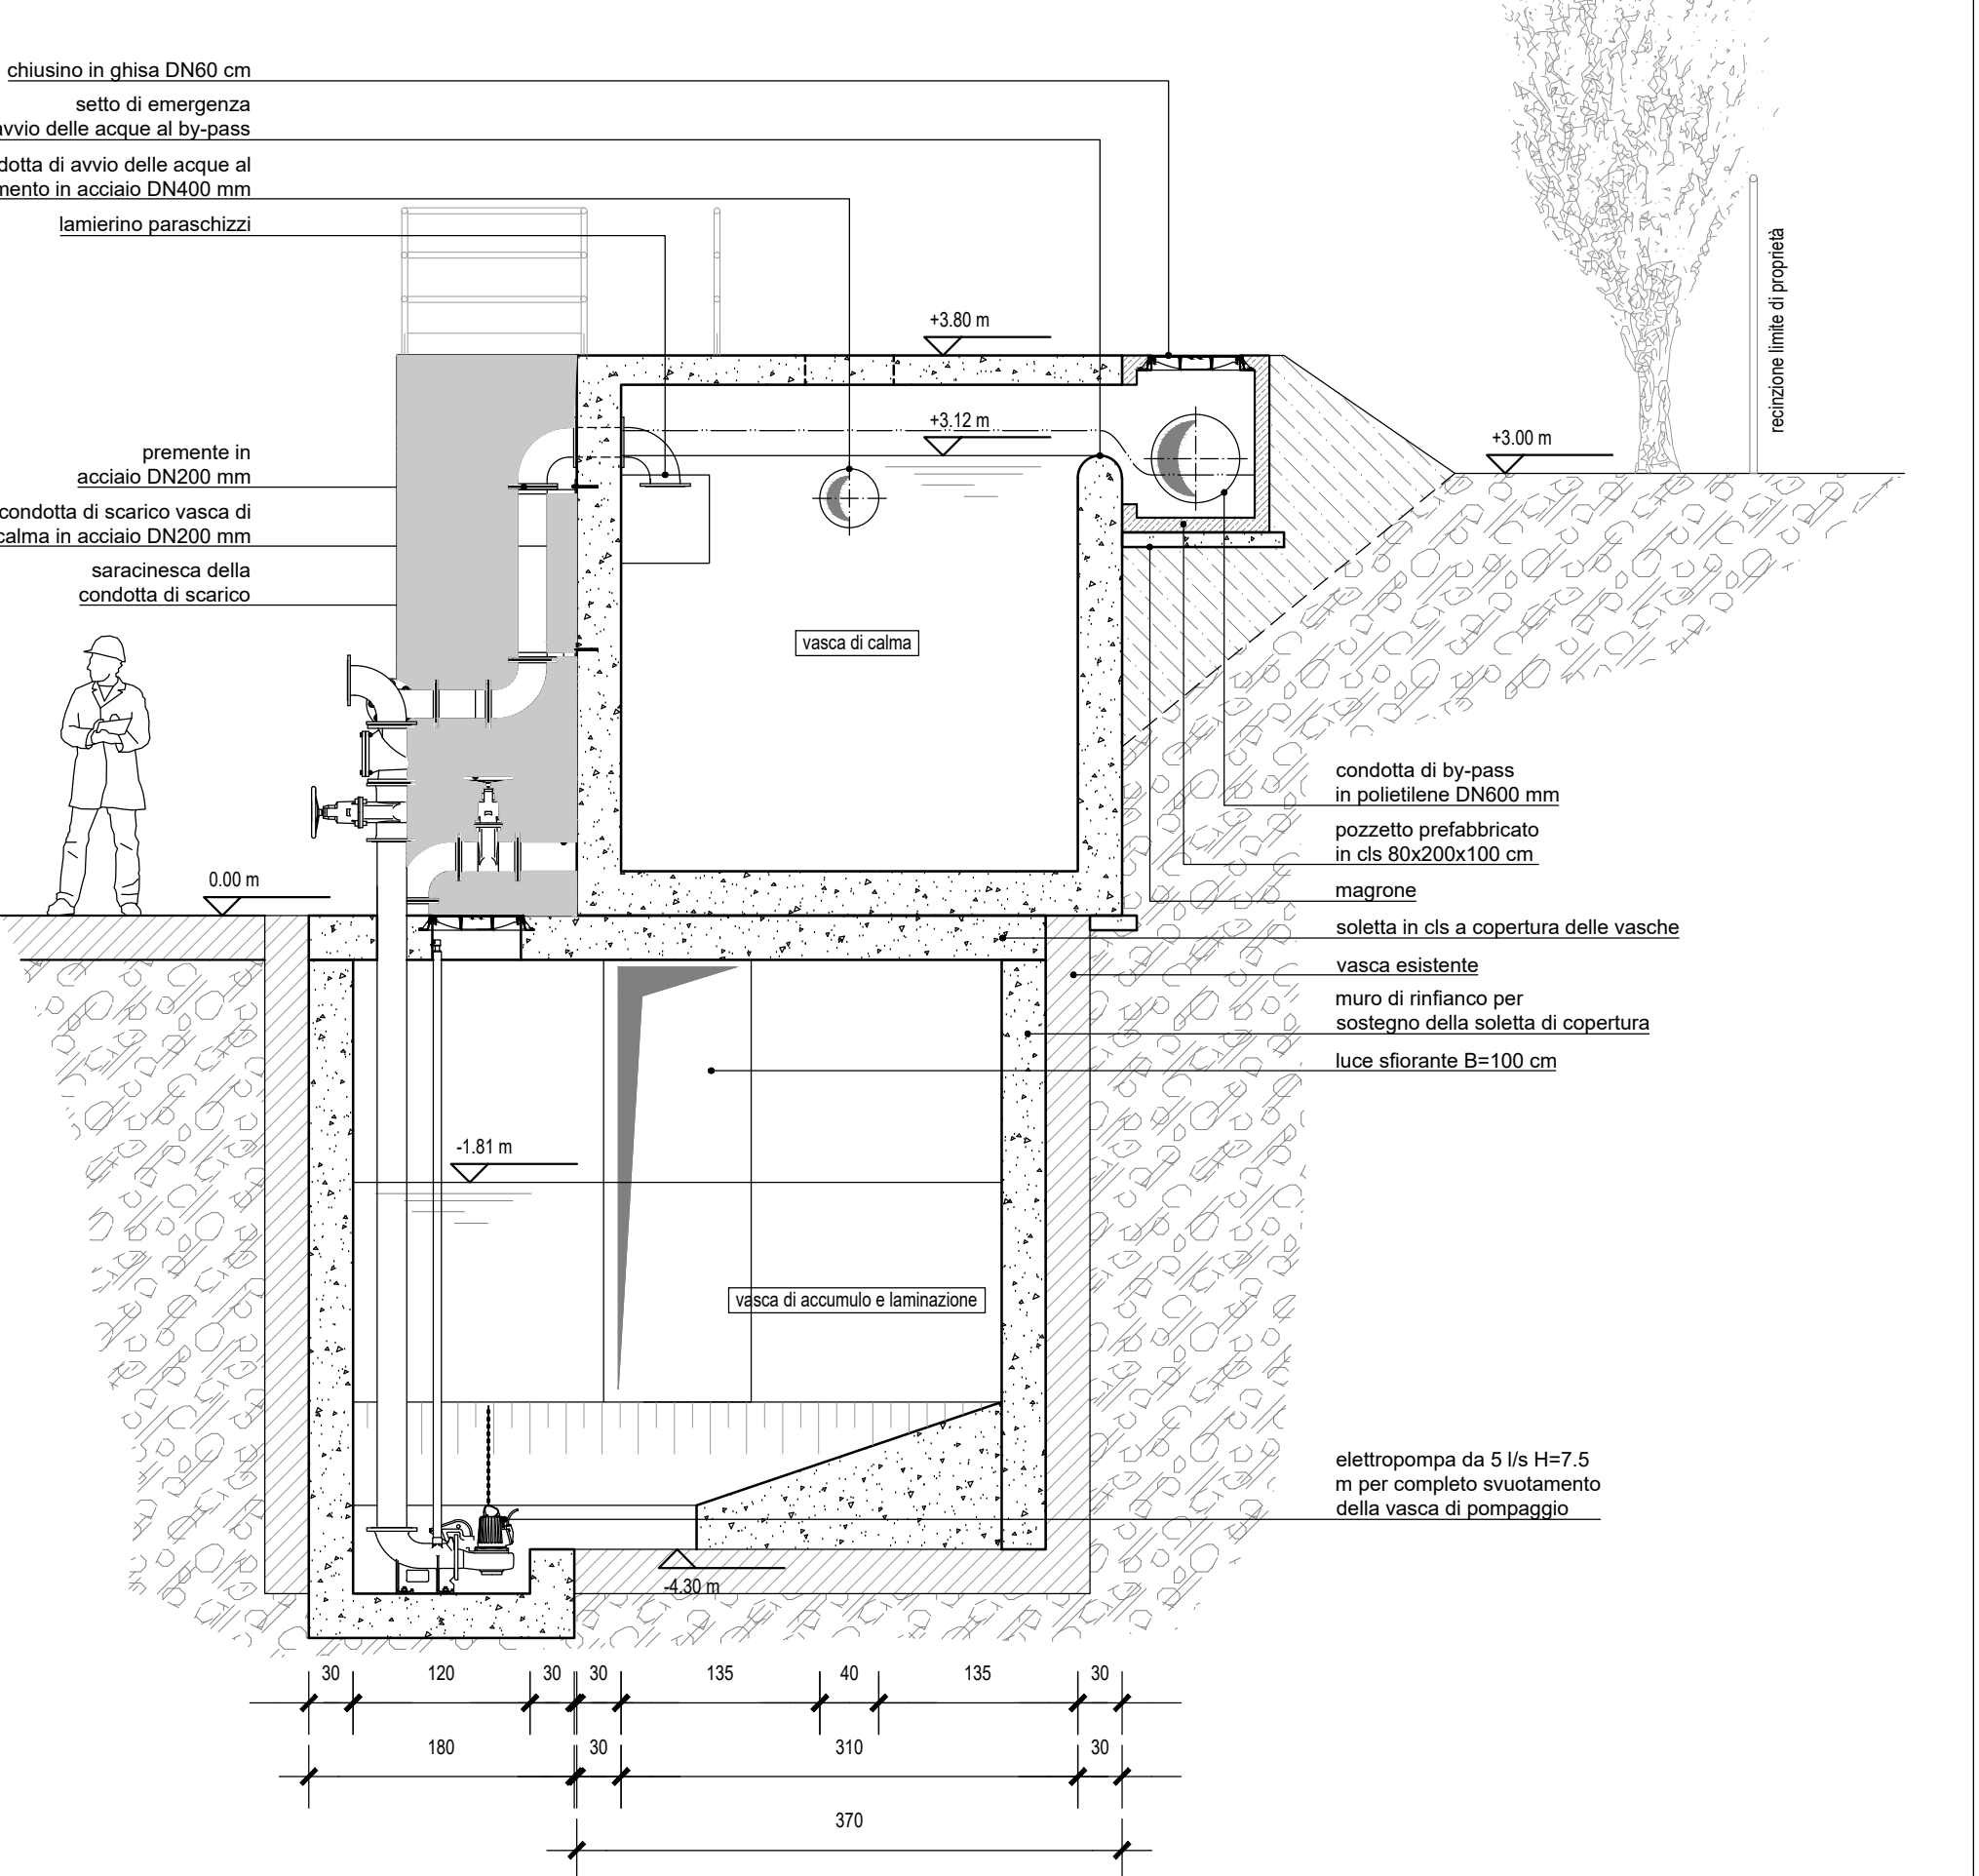 chiusino in ghisa DN60 cm
setto di emergenza
avvio delle acque al by-pass
dotta di avvio delle acque al
mento in acciaio DN400 mm
lamierino paraschizzi
+3.80 m
+3.12 m
+3.00 m
recinzione limite di proprietà
premente in
acciaio DN200 mm
condotta di scarico vasca di
calma in acciaio DN200 mm
saracinesca della
condotta di scarico
vasca di calma
condotta di by-pass
in polietilene DN600 mm
pozzetto prefabbricato
in cls 80x200x100 cm
magrone
0.00 m
soletta in cls a copertura delle vasche
vasca esistente
muro di rinfianco per
sostegno della soletta di copertura
luce sfiorante B=100 cm
-1.81 m
vasca di accumulo e laminazione
elettropompa da 5 l/s H=7.5
m per completo svuotamento
della vasca di pompaggio
-4.30 m
30 120 30 30 135 40 135 30
180 30 310 30
370